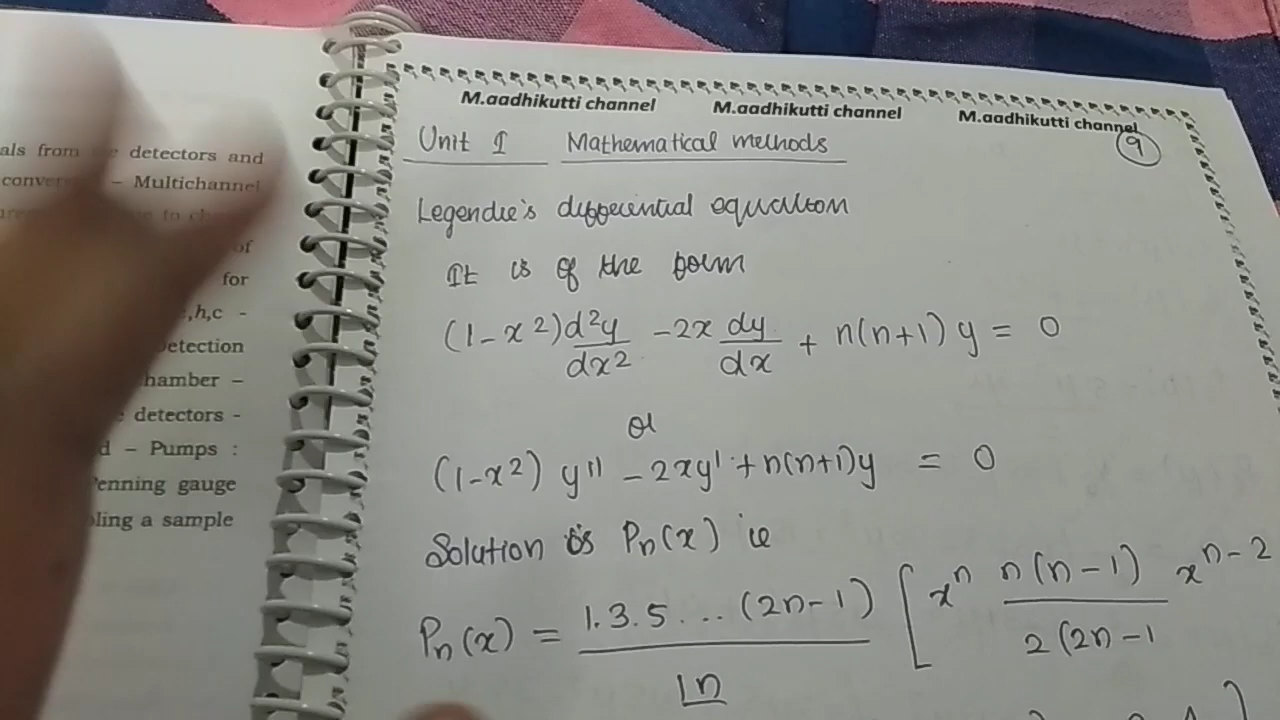 als from detectors and
– Multichannel
to
of
for
,h,c -
etection
hamber –
detectors -
d – Pumps :
enning gauge
ling a sample
M.aadhikutti channel M.aadhikutti channel M.aadhikutti channel
9
Unit I Mathematical methods
Legendre's differential equation
It is of the form
(1-x²) d²y/dx² - 2x dy/dx + n(n+1) y = 0
or
(1-x²) y'' - 2xy' + n(n+1)y = 0
Solution is Pn(x) ie
Pn(x) = 1.3.5...(2n-1) / |n [ xⁿ n(n-1) / 2(2n-1 xⁿ⁻²